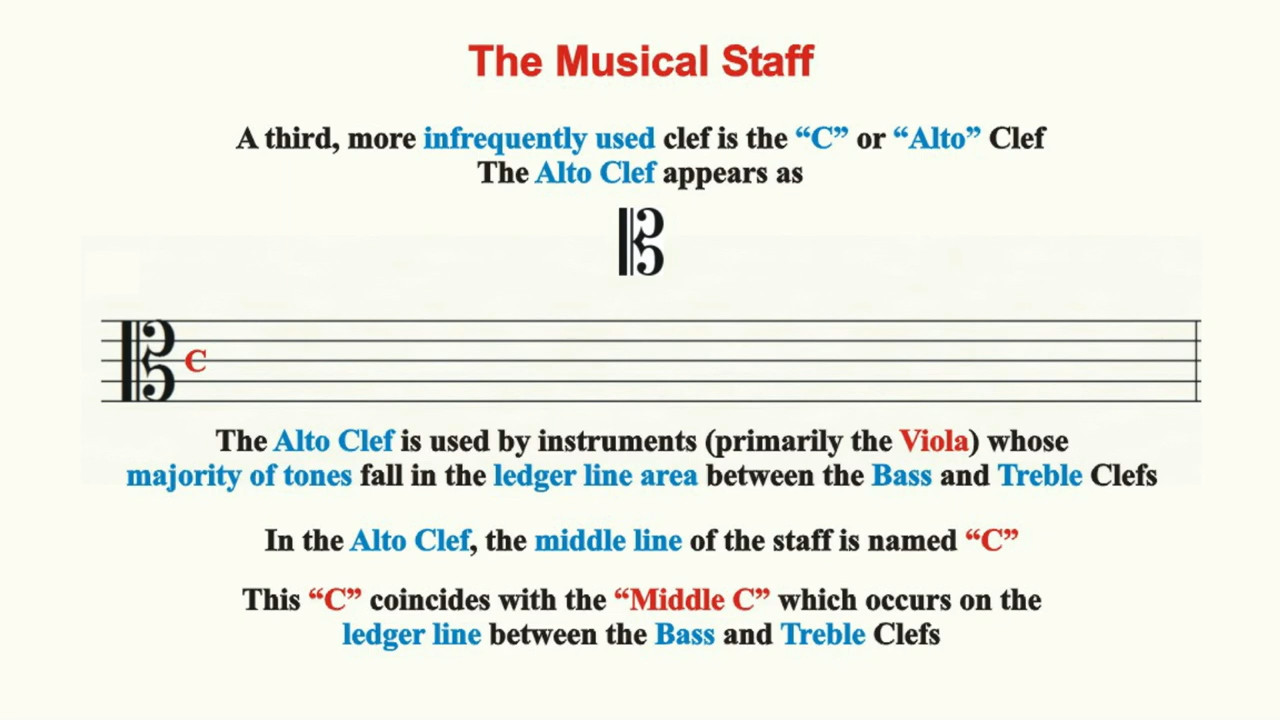 The Musical Staff
A third, more infrequently used clef is the “C” or “Alto” Clef
The Alto Clef appears as
C
The Alto Clef is used by instruments (primarily the Viola) whose
majority of tones fall in the ledger line area between the Bass and Treble Clefs
In the Alto Clef, the middle line of the staff is named “C”
This “C” coincides with the “Middle C” which occurs on the
ledger line between the Bass and Treble Clefs